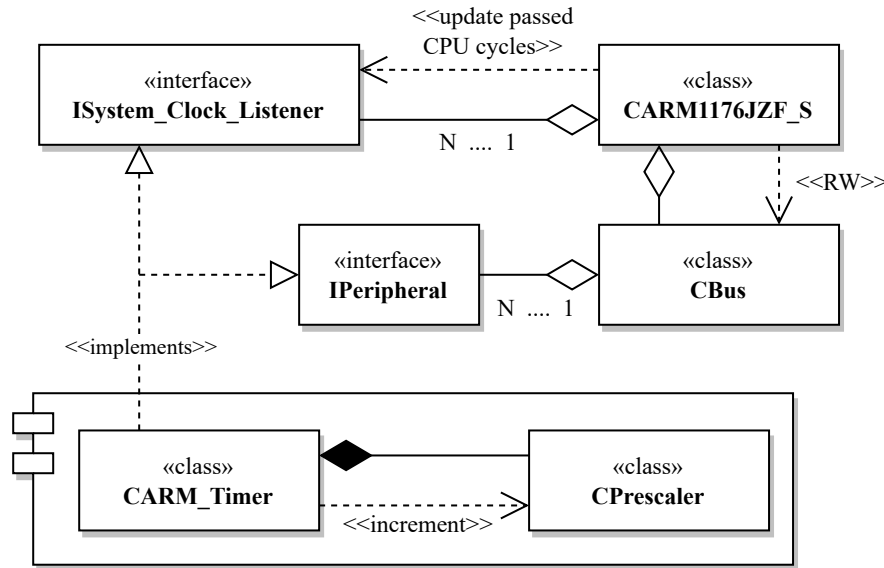 <<update passed
CPU cycles>>
«interface»
ISystem_Clock_Listener
«class»
CARM1176JZF_S
N .... 1
<<RW>>
«interface»
IPeripheral
«class»
CBus
N .... 1
<<implements>>
«class»
CARM_Timer
«class»
CPrescaler
<<increment>>